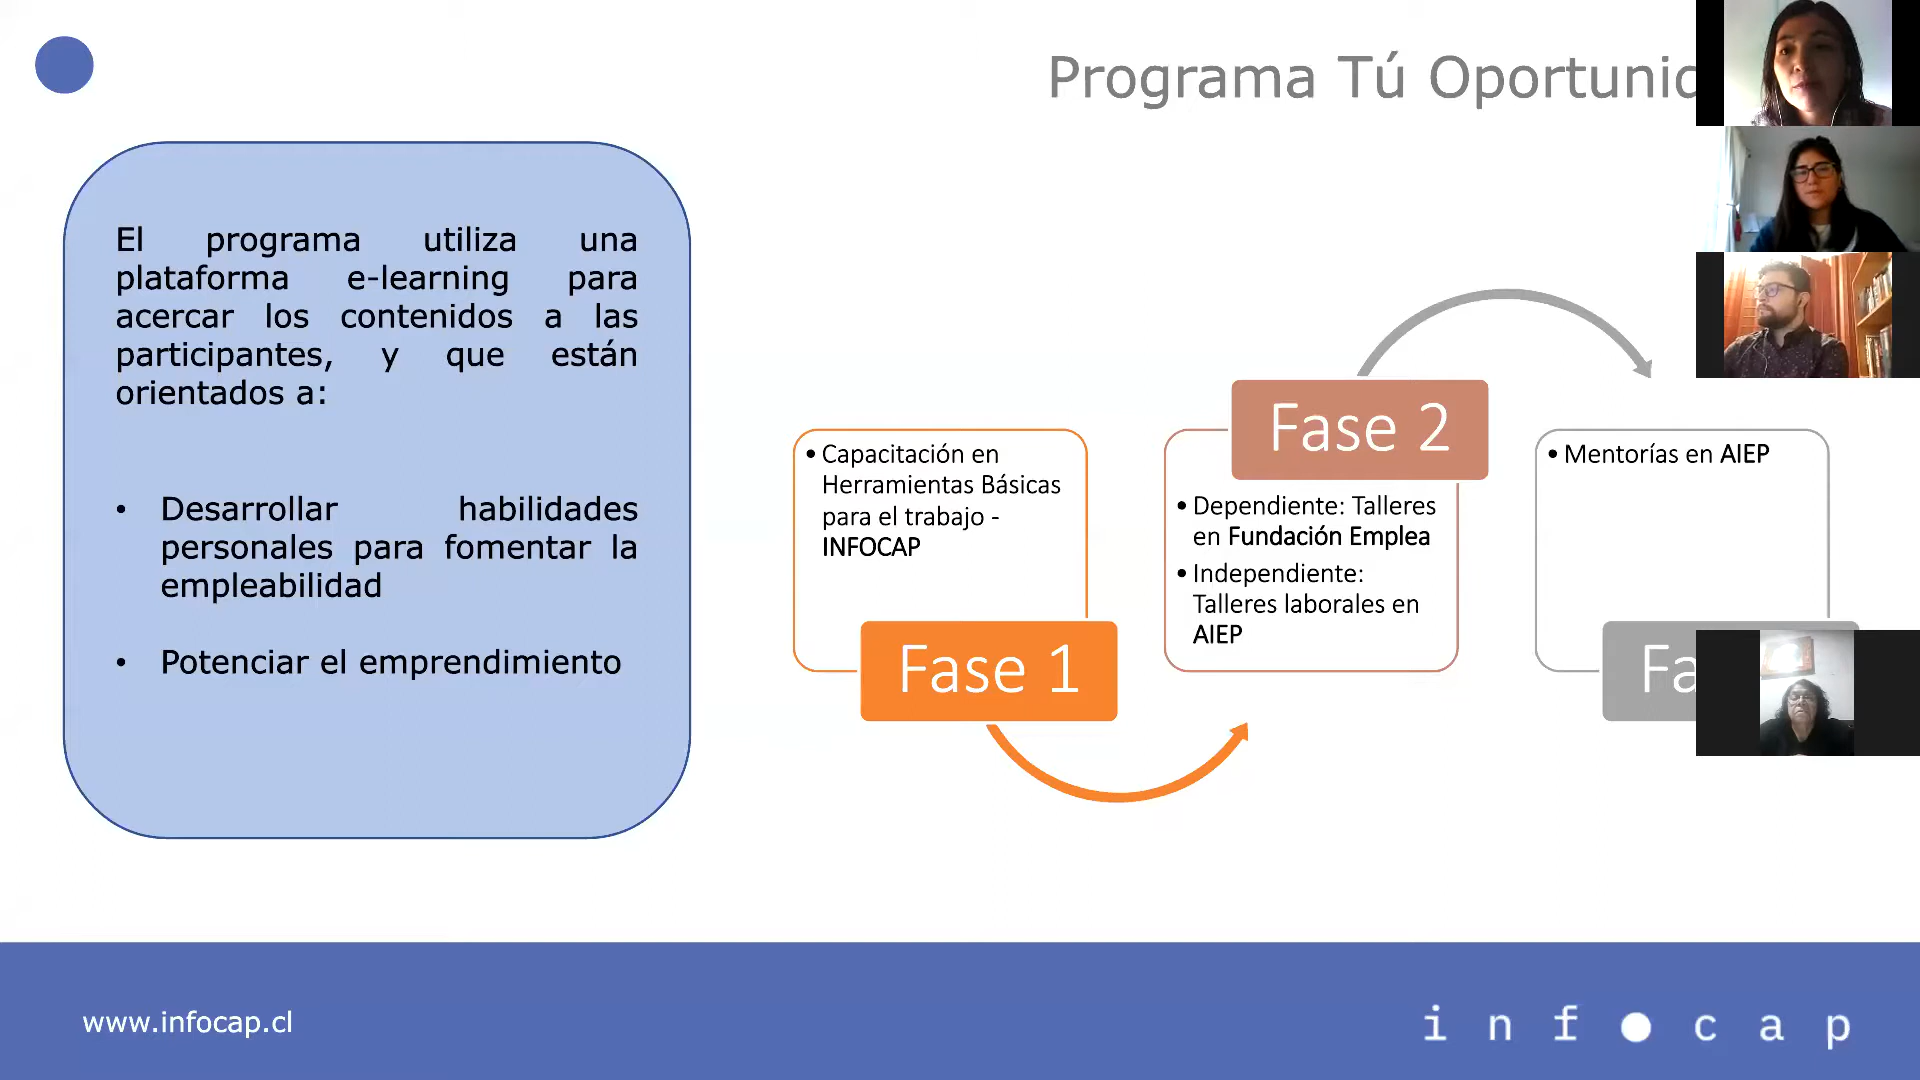 Programa Tú Oportunid
El programa utiliza una
plataforma e-learning para
acercar los contenidos a las
participantes, y que están
orientados a:
• Desarrollar habilidades
personales para fomentar la
empleabilidad
• Potenciar el emprendimiento
• Capacitación en
Herramientas Básicas
para el trabajo -
INFOCAP
Fase 1
Fase 2
• Dependiente: Talleres
en Fundación Emplea
• Independiente:
Talleres laborales en
AIEP
• Mentorías en AIEP
Fa
www.infocap.cl
infocap